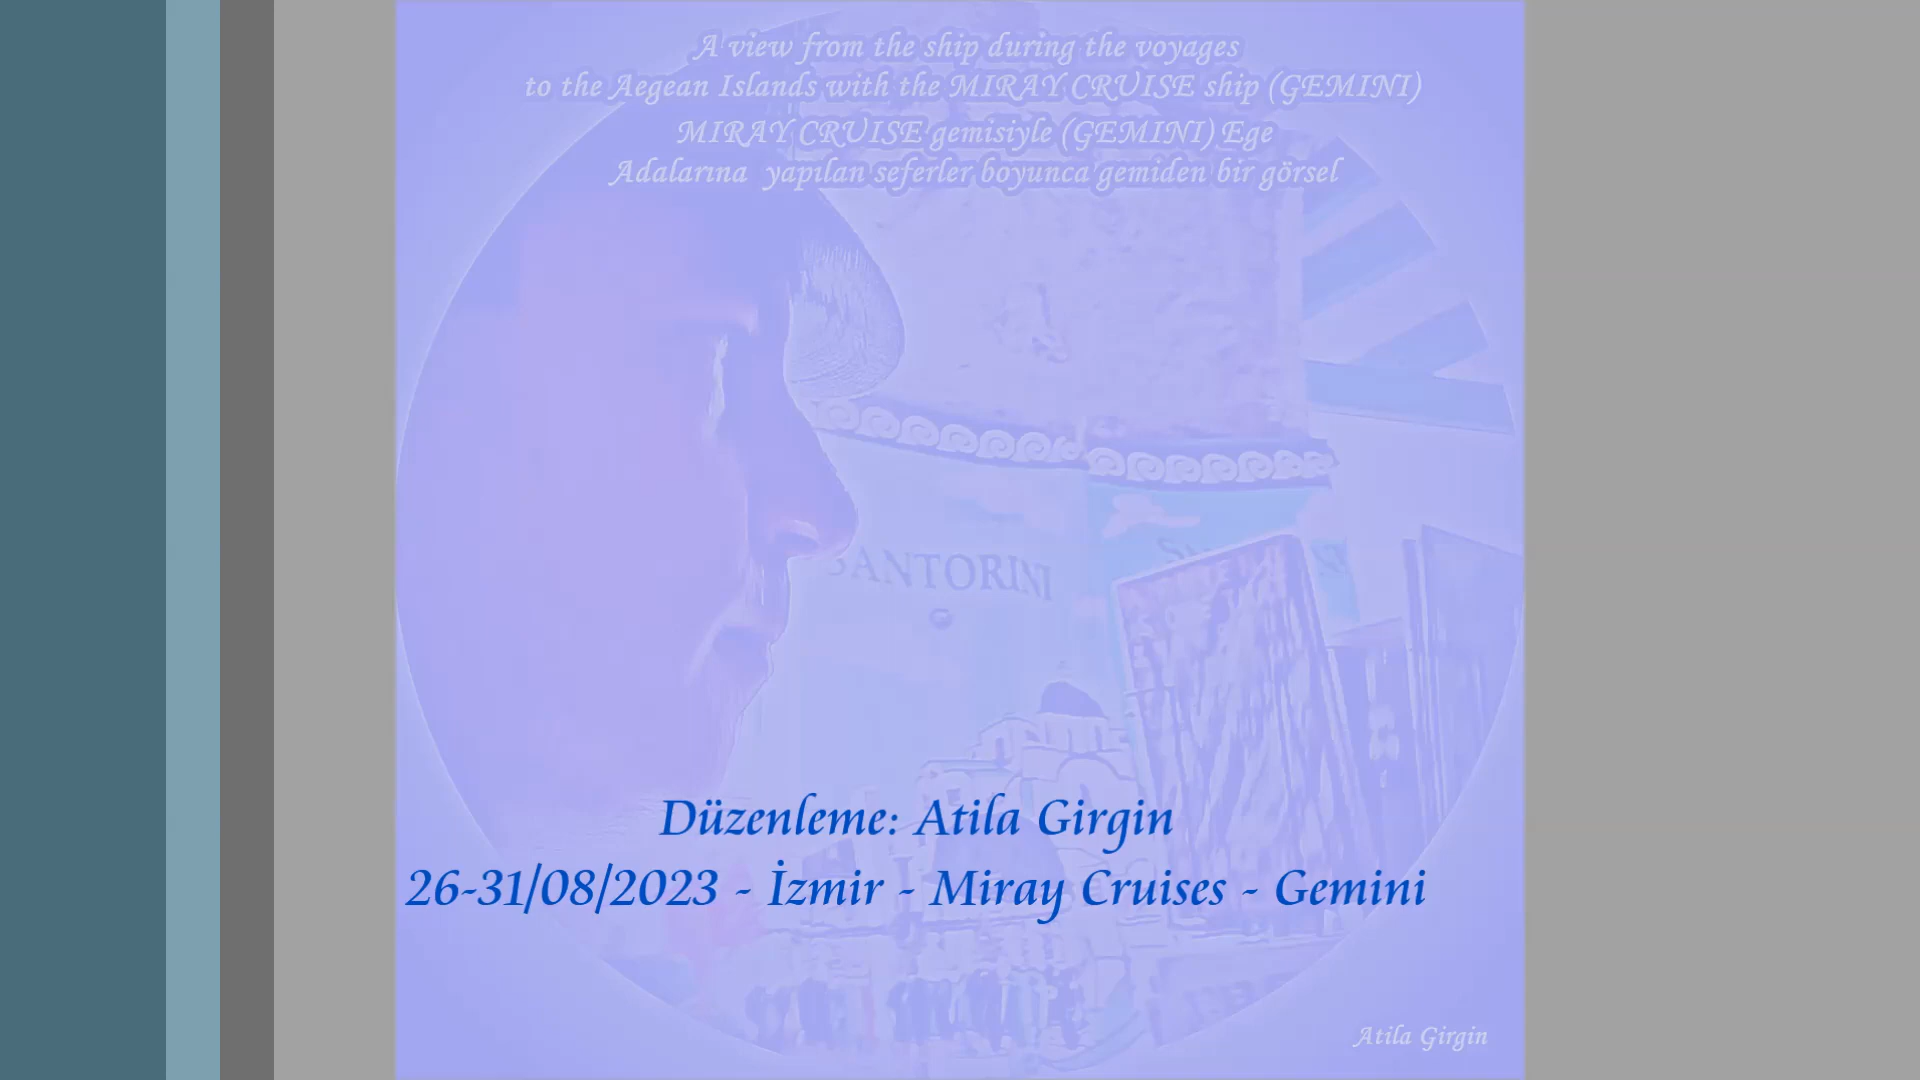 A view from the ship during the voyages
to the Aegean Islands with the MIRAY CRUISE ship (GEMINI)
MIRAY CRUISE gemisiyle (GEMINI) Ege
Adalarına yapılan seferler boyunca gemiden bir görsel
SANTORINI
Düzenleme: Atila Girgin
26-31/08/2023 - İzmir - Miray Cruises - Gemini
Atila Girgin